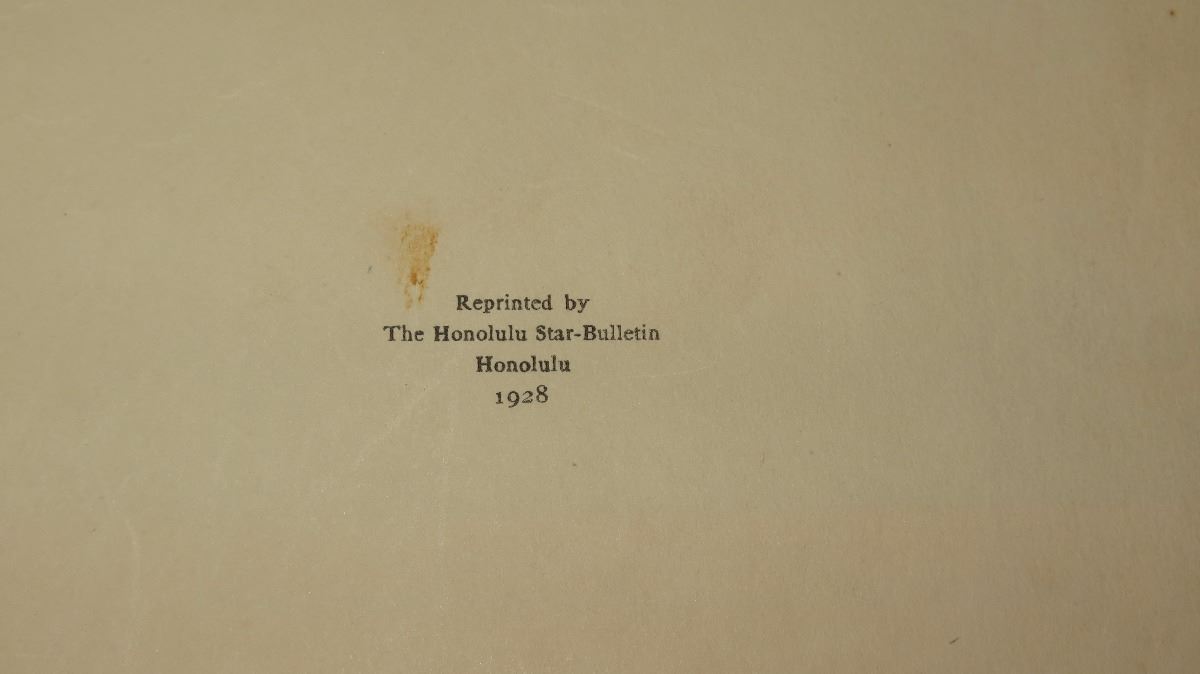 Reprinted by
The Honolulu Star-Bulletin
Honolulu
1928